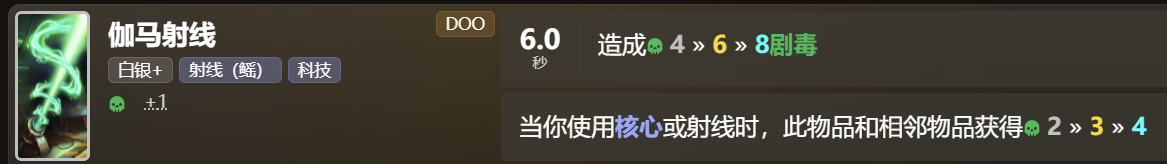 伽马射线
DOO
白银+
射线（鳐）
科技
+1
6.0
秒
造成 4 » 6 » 8剧毒
当你使用核心或射线时，此物品和相邻物品获得 2 » 3 » 4